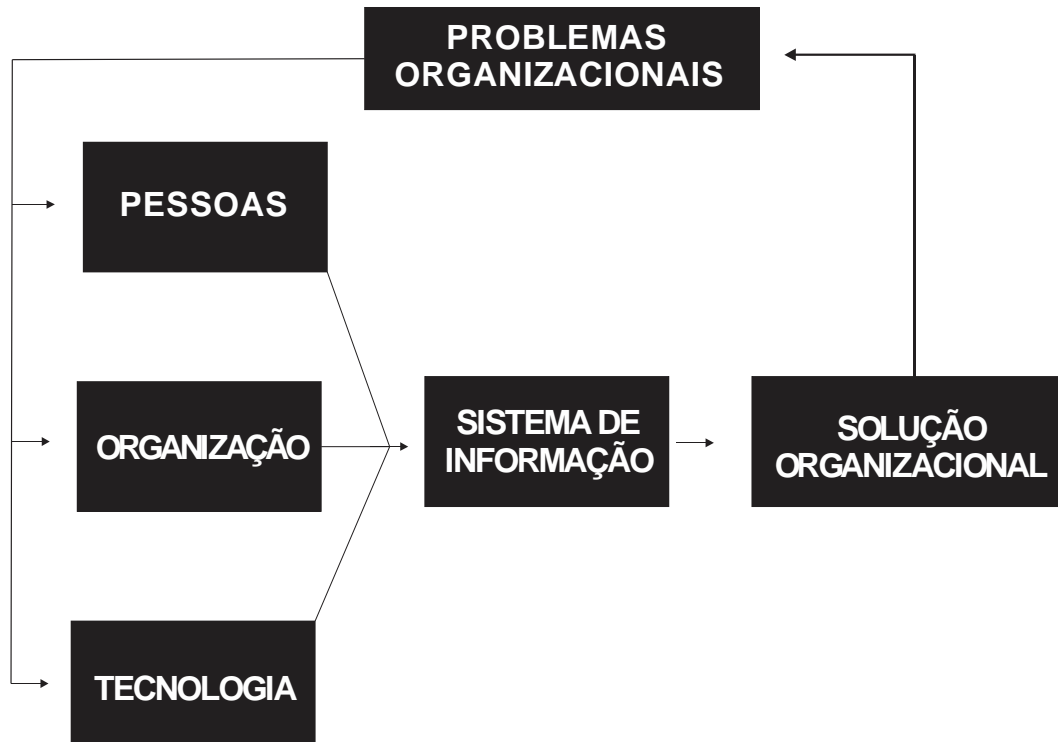 PROBLEMAS
ORGANIZACIONAIS
PESSOAS
ORGANIZAÇÃO
SISTEMA DE
INFORMAÇÃO
SOLUÇÃO
ORGANIZACIONAL
TECNOLOGIA